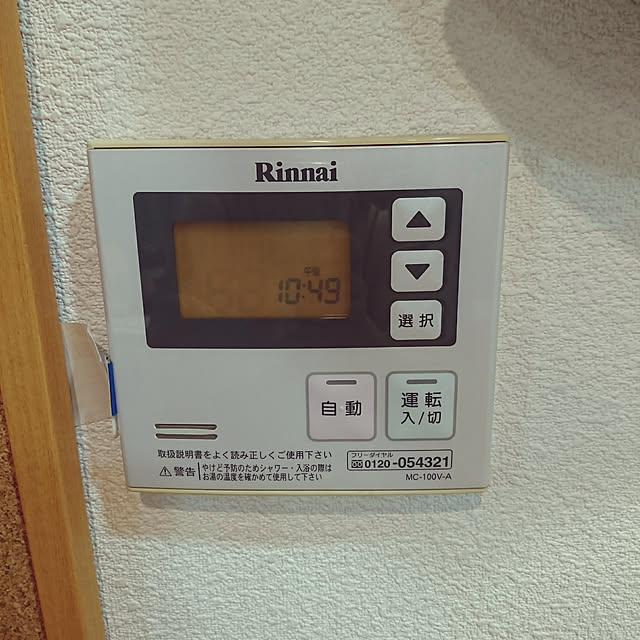 Rinnai
10:49
▲
▼
選択
自動
運転
入/切
取扱説明書をよく読み正しくご使用下さい
⚠警告 やけど予防のためシャワー・入浴の際は
お湯の温度を確かめて使用して下さい
フリーダイヤル
0120-054321
MC-100V-A